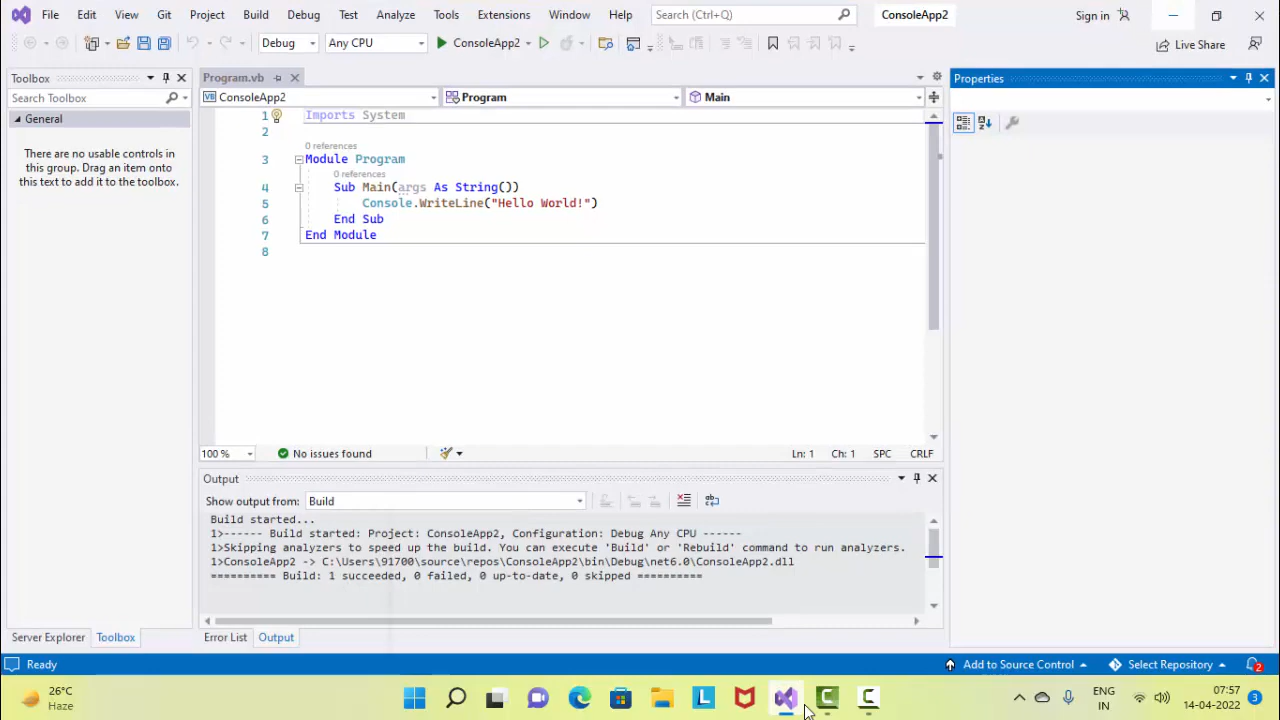 File Edit View Git Project Build Debug Test Analyze Tools Extensions Window Help Search (Ctrl+Q) ConsoleApp2 Sign in
Debug Any CPU ConsoleApp2 Live Share
Toolbox
Search Toolbox
General
There are no usable controls in
this group. Drag an item onto
this text to add it to the toolbox.
Server Explorer Toolbox
Program.vb
ConsoleApp2 Program Main
1 Imports System
2
0 references
3 Module Program
0 references
4 Sub Main(args As String())
5 Console.WriteLine("Hello World!")
6 End Sub
7 End Module
8
100 % No issues found Ln: 1 Ch: 1 SPC CRLF
Output
Show output from: Build
Build started...
1>------ Build started: Project: ConsoleApp2, Configuration: Debug Any CPU ------
1>Skipping analyzers to speed up the build. You can execute 'Build' or 'Rebuild' command to run analyzers.
1>ConsoleApp2 -> C:\Users\91700\source\repos\ConsoleApp2\bin\Debug\net6.0\ConsoleApp2.dll
========== Build: 1 succeeded, 0 failed, 0 up-to-date, 0 skipped ==========
Error List Output
Properties
Ready Add to Source Control Select Repository 2
26°C
Haze
ENG
IN
07:57
14-04-2022
3